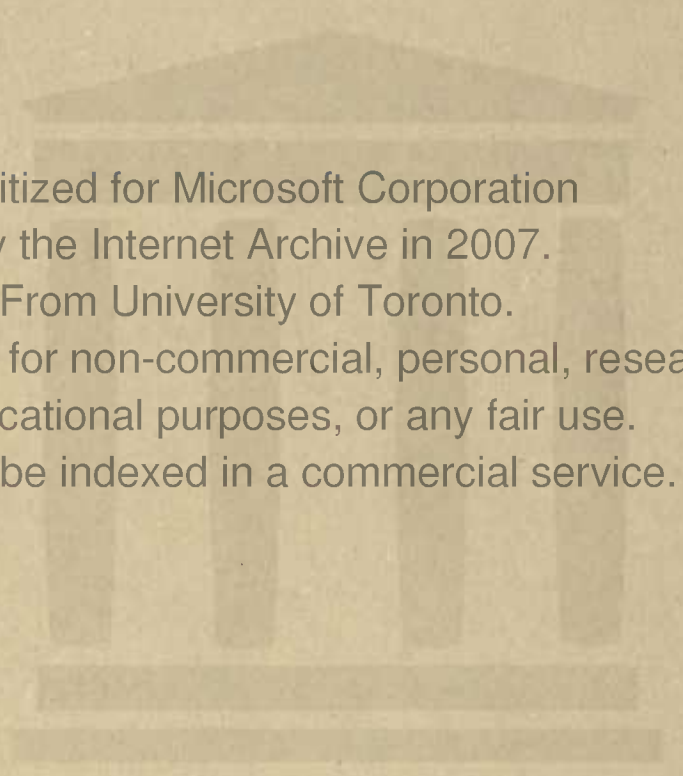 itized for Microsoft Corporation
the Internet Archive in 2007.
From University of Toronto.
for non-commercial, personal, resea
cational purposes, or any fair use.
be indexed in a commercial service.